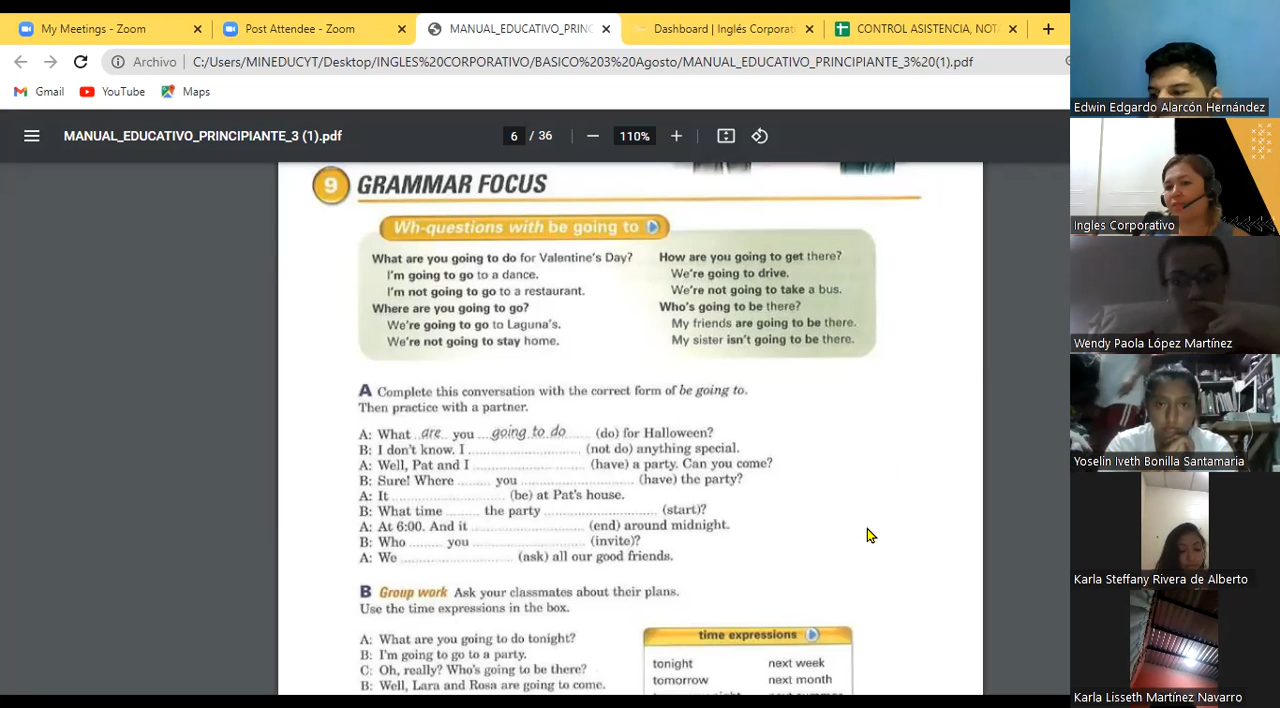 My Meetings - Zoom
Post Attendee - Zoom
MANUAL_EDUCATIVO_PRINC
Dashboard | Inglés Corporat
CONTROL ASISTENCIA, NOT
Archivo
C:/Users/MINEDUCYT/Desktop/INGLES%20CORPORATIVO/BASICO%203%20Agosto/MANUAL_EDUCATIVO_PRINCIPIANTE_3%20(1).pdf
Gmail
YouTube
Maps
MANUAL_EDUCATIVO_PRINCIPIANTE_3 (1).pdf
6 / 36
110%
9 GRAMMAR FOCUS
Wh-questions with be going to
What are you going to do for Valentine's Day?
I'm going to go to a dance.
I'm not going to go to a restaurant.
Where are you going to go?
We're going to go to Laguna's.
We're not going to stay home.
How are you going to get there?
We're going to drive.
We're not going to take a bus.
Who's going to be there?
My friends are going to be there.
My sister isn't going to be there.
A Complete this conversation with the correct form of be going to.
Then practice with a partner.
A: What are you going to do (do) for Halloween?
B: I don't know. I .......... (not do) anything special.
A: Well, Pat and I .......... (have) a party. Can you come?
B: Sure! Where .......... you .......... (have) the party?
A: It .......... (be) at Pat's house.
B: What time .......... the party .......... (start)?
A: At 6:00. And it .......... (end) around midnight.
B: Who .......... you .......... (invite)?
A: We .......... (ask) all our good friends.
B Group work Ask your classmates about their plans.
Use the time expressions in the box.
A: What are you going to do tonight?
B: I'm going to go to a party.
C: Oh, really? Who's going to be there?
B: Well, Lara and Rosa are going to come.
time expressions
tonight next week
tomorrow next month
Edwin Edgardo Alarcón Hernández
Ingles Corporativo
Wendy Paola López Martínez
Yoselin Iveth Bonilla Santamaria
Karla Steffany Rivera de Alberto
Karla Lisseth Martínez Navarro